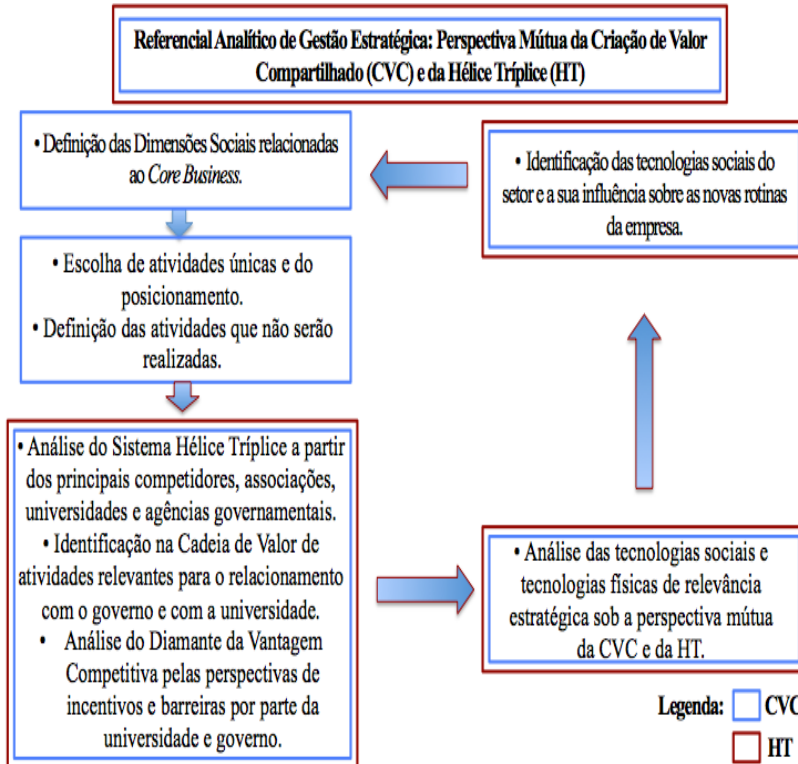 Referencial Analítico de Gestão Estratégica: Perspectiva Mútua da Criação de Valor
Compartilhado (CVC) e da Hélice Tríplice (HT)
• Definição das Dimensões Sociais relacionadas
ao Core Business.
• Escolha de atividades únicas e do
posicionamento.
• Definição das atividades que não serão
realizadas.
• Análise do Sistema Hélice Tríplice a partir
dos principais competidores, associações,
universidades e agências governamentais.
• Identificação na Cadeia de Valor de
atividades relevantes para o relacionamento
com o governo e com a universidade.
• Análise do Diamante da Vantagem
Competitiva pelas perspectivas de
incentivos e barreiras por parte da
universidade e governo.
• Análise das tecnologias sociais e
tecnologias físicas de relevância
estratégica sob a perspectiva mútua
da CVC e da HT.
• Identificação das tecnologias sociais do
setor e a sua influência sobre as novas rotinas
da empresa.
Legenda: CVC
HT